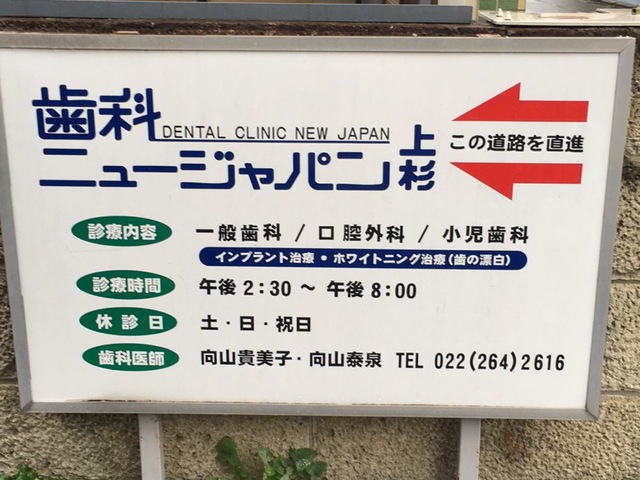 歯科
DENTAL CLINIC NEW JAPAN
ニュージャパン上杉
この道路を直進
診療内容 一般歯科 / 口腔外科 / 小児歯科
インプラント治療・ホワイトニング治療(歯の漂白)
診療時間 午後2:30 〜 午後8:00
休診日 土・日・祝日
歯科医師 向山貴美子・向山泰泉 TEL 022(264)2616